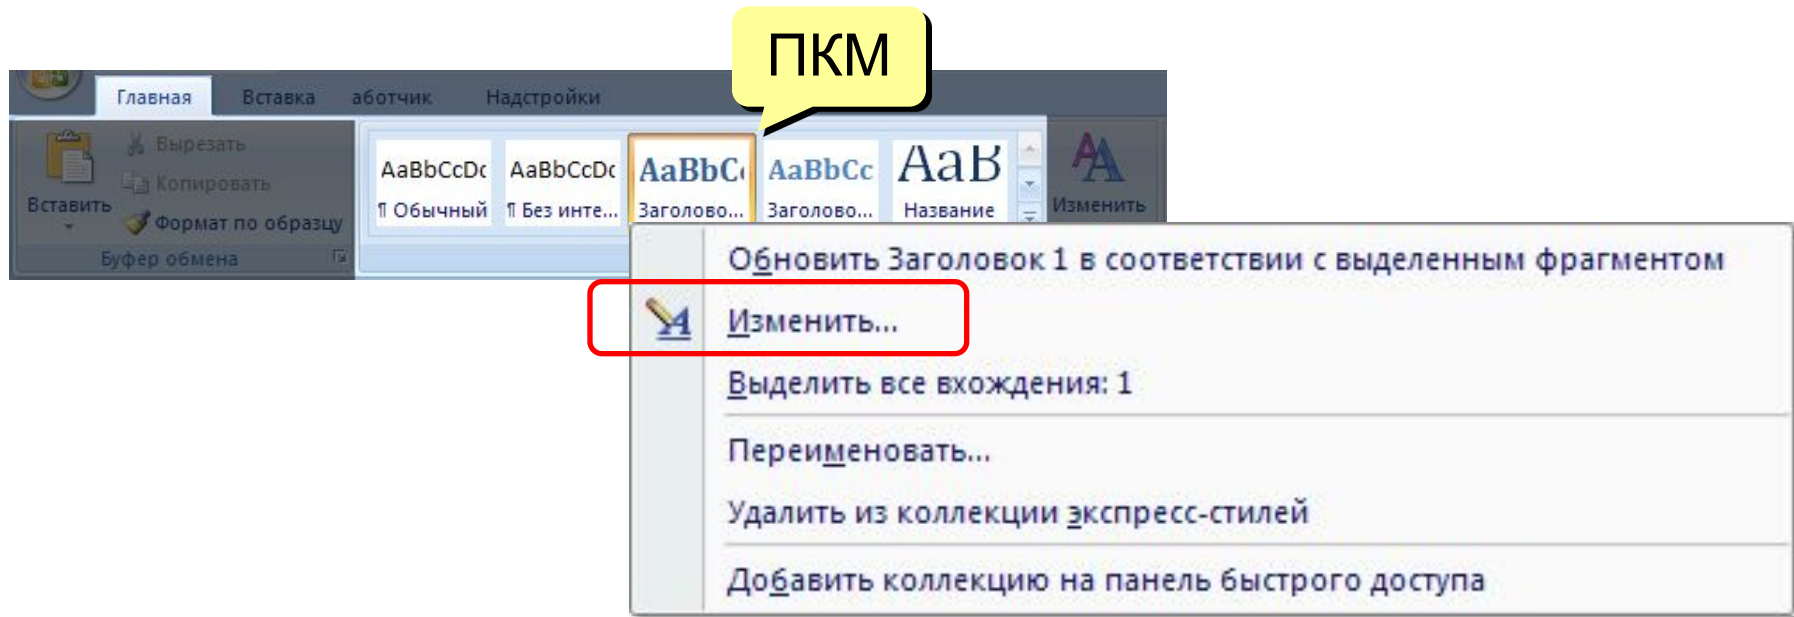 ПКМ
Главная Вставка аботчик Надстройки
Вырезать
Копировать
Вставить
Формат по образцу
Буфер обмена
AaBbCcDc AaBbCcDc AaBbC AaBbCc AaB
¶ Обычный ¶ Без инте... Заголово... Заголово... Название
Изменить
Обновить Заголовок 1 в соответствии с выделенным фрагментом
Изменить...
Выделить все вхождения: 1
Переименовать...
Удалить из коллекции экспресс-стилей
Добавить коллекцию на панель быстрого доступа